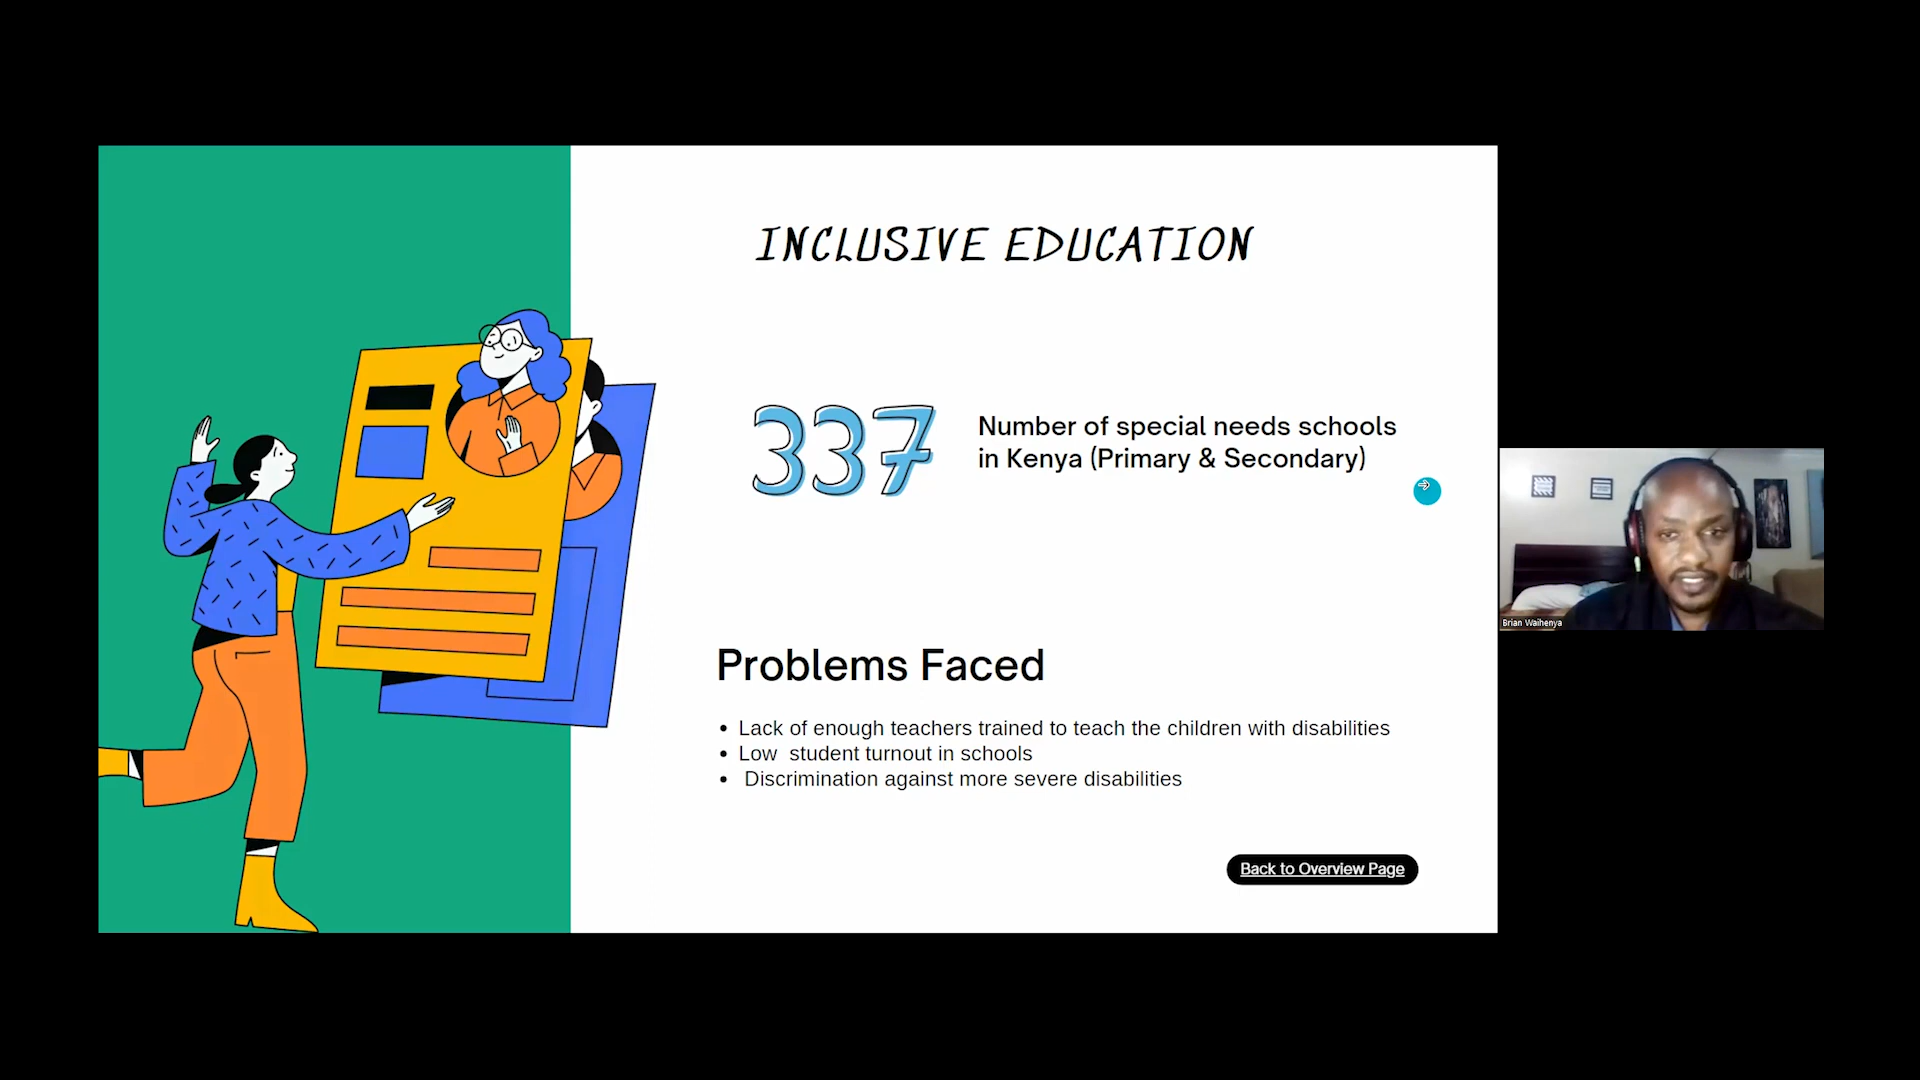 INCLUSIVE EDUCATION
337
Number of special needs schools
in Kenya (Primary & Secondary)
Problems Faced
• Lack of enough teachers trained to teach the children with disabilities
• Low  student turnout in schools
•  Discrimination against more severe disabilities
Back to Overview Page
Brian Waihenya